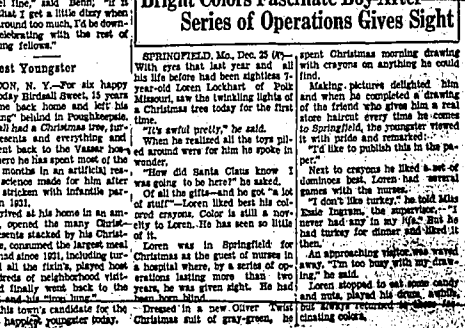 el fine," said Benn; "If it
that I get a little dizzy when
around too much, I'd be down-
elebrating with the rest of
ung fellows."
est Youngster
ON, N. Y.—For six happy
day Birdsall Sweet, 15 years
me back home and left his
ng" behind in Poughkeepsie.
all had a Christmas tree,
esents and everything and
ent back to the Vassar
ere he has spent most of the
months in an artificial
erience made for him after
stricken with infantile par-
n 1931.
rrived at his home in an am-
, opened the many Christ-
resents stacked by his Christ-
e, consumed the largest meal
had since 1931, including tur-
all the fixin's, played host
dreds of neighborhood visit-
d finally went back to the
and his "iron lung."
this town's candidate for the
happiest youngster today.
Bright Colors Fascinate Boy After
Series of Operations Gives Sight
SPRINGFIELD, Mo., Dec. 25 (P)—
With eyes that last year and all
his life before had been sightless 7-
year-old Loren Lockhart of Polk
Missouri, saw the twinkling lights of
a Christmas tree today for the first
time.
"It's awful pretty," he said.
When he realized all the toys pil-
ed around were for him he spoke in
wonder,
"How did Santa Claus know I
was going to be here?" he asked.
Of all the gifts—and he got "a lot
of stuff"—Loren liked best his col-
ored crayons. Color is still a nov-
elty to Loren. He has seen so little
of it.
Loren was in Springfield for
Christmas as the guest of nurses in
a hospital where, by a series of op-
erations lasting more than two
years, he was given sight. He had
been born blind.
Dressed in a new Oliver Twist
Christmas suit of gray-green, he
spent Christmas morning drawing
with crayons on anything he could
find.
Making pictures delighted him
and when he completed a drawing
of the friend who gives him a real
store haircut every time he comes
to Springfield, the youngster viewed
it with pride and remarked:
"I'd like to publish this in the pa-
per."
Next to crayons he liked a set of
dominoes best. Loren had several
games with the nurses.
"I don't like turkey," he told Miss
Essie Ingram, the supervisor. "I
never had any in my life." But he
had turkey for dinner and liked it
then.
An approaching visitor was waved
away. "I'm too busy with my draw-
ing," he said.
Loren stopped to eat some candy
and nuts, played his drum, awhile,
but always returned to those fas-
cinating colors.